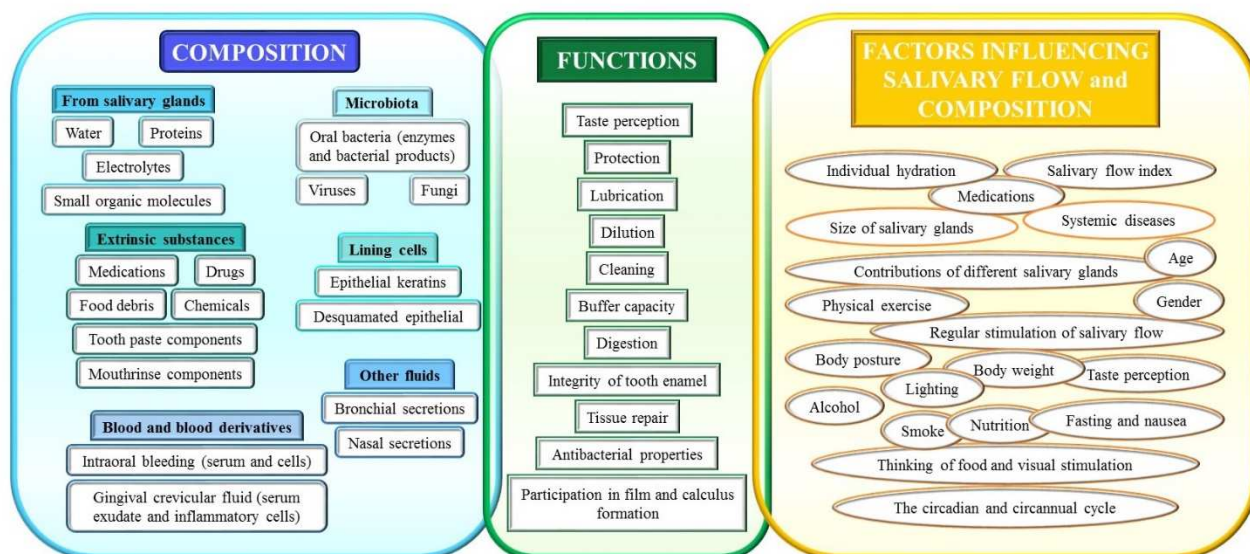 COMPOSITION
From salivary glands
Water
Proteins
Electrolytes
Small organic molecules
Extrinsic substances
Medications
Drugs
Food debris
Chemicals
Tooth paste components
Mouthrinse components
Blood and blood derivatives
Intraoral bleeding (serum and cells)
Gingival crevicular fluid (serum
exudate and inflammatory cells)
Microbiota
Oral bacteria (enzymes
and bacterial products)
Viruses
Fungi
Lining cells
Epithelial keratins
Desquamated epithelial
Other fluids
Bronchial secretions
Nasal secretions
FUNCTIONS
Taste perception
Protection
Lubrication
Dilution
Cleaning
Buffer capacity
Digestion
Integrity of tooth enamel
Tissue repair
Antibacterial properties
Participation in film and calculus
formation
FACTORS INFLUENCING
SALIVARY FLOW and
COMPOSITION
Individual hydration
Salivary flow index
Medications
Size of salivary glands
Systemic diseases
Age
Contributions of different salivary glands
Physical exercise
Gender
Regular stimulation of salivary flow
Body posture
Body weight
Taste perception
Lighting
Alcohol
Smoke
Nutrition
Fasting and nausea
Thinking of food and visual stimulation
The circadian and circannual cycle